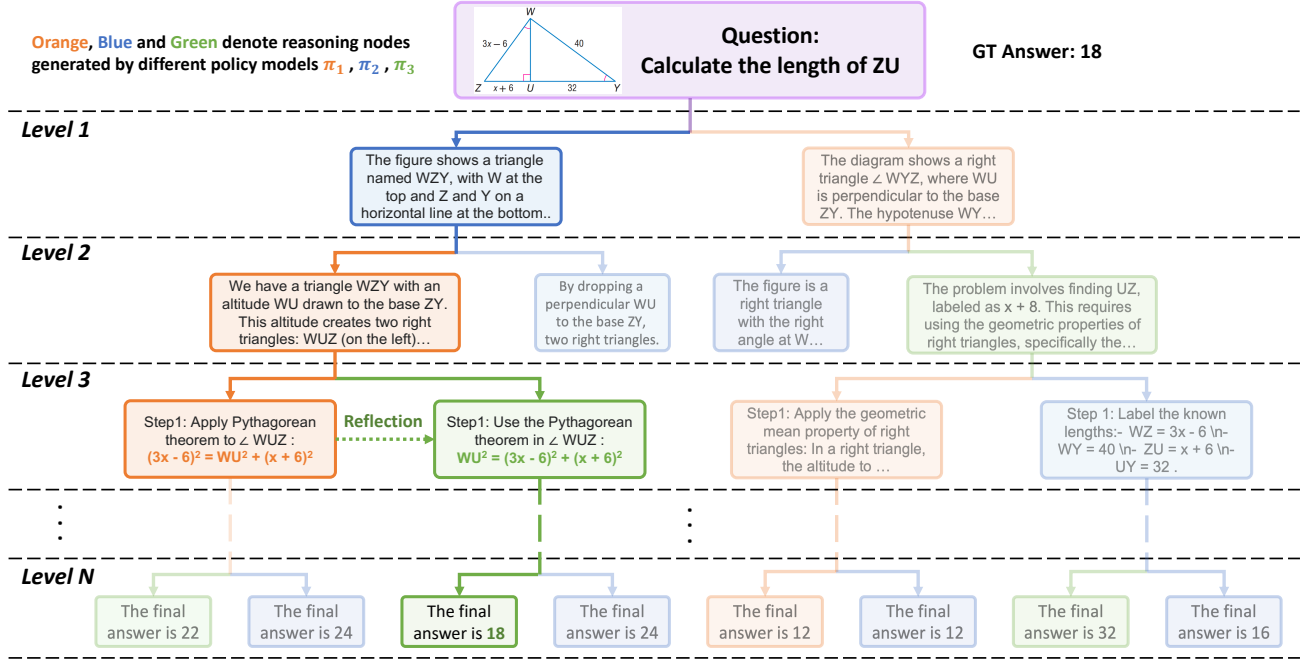 Orange, Blue and Green denote reasoning nodes
generated by different policy models π₁ , π₂ , π₃
W
3x – 6
40
Z
x + 6
U
32
Y
Question:
Calculate the length of ZU
GT Answer: 18
Level 1
The figure shows a triangle
named WZY, with W at the
top and Z and Y on a
horizontal line at the bottom..
The diagram shows a right
triangle ∠ WYZ, where WU
is perpendicular to the base
ZY. The hypotenuse WY…
Level 2
We have a triangle WZY with an
altitude WU drawn to the base ZY.
This altitude creates two right
triangles: WUZ (on the left)…
By dropping a
perpendicular WU
to the base ZY,
two right triangles.
The figure is a
right triangle
with the right
angle at W…
The problem involves finding UZ,
labeled as x + 8. This requires
using the geometric properties of
right triangles, specifically the…
Level 3
Step1: Apply Pythagorean
theorem to ∠ WUZ :
(3x - 6)² = WU² + (x + 6)²
Reflection
Step1: Use the Pythagorean
theorem in ∠ WUZ :
WU² = (3x - 6)² + (x + 6)²
Step1: Apply the geometric
mean property of right
triangles: In a right triangle,
the altitude to …
Step 1: Label the known
lengths:- WZ = 3x - 6 \n-
WY = 40 \n- ZU = x + 6 \n-
UY = 32 .
Level N
The final
answer is 22
The final
answer is 24
The final
answer is 18
The final
answer is 24
The final
answer is 12
The final
answer is 12
The final
answer is 32
The final
answer is 16